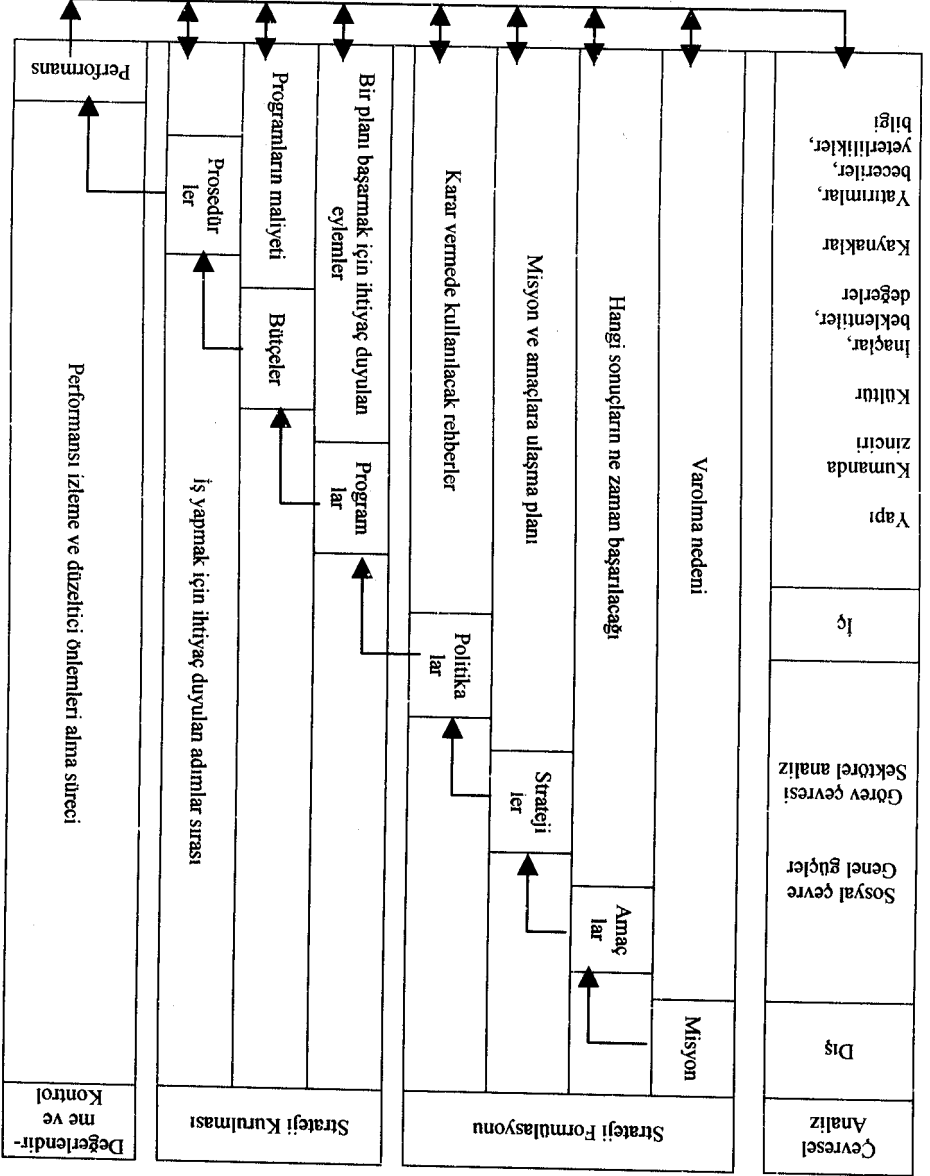 Çevresel
Analiz
Dış
Sosyal çevre
Genel güçler
Görev çevresi
Sektörel analiz
İç
Yapı
Kumanda
zinciri
Kültür
İnaçlar,
beklentiler,
değerler
Kaynaklar
Yatırımlar,
beceriler,
yeterlilikler,
bilgi
Strateji Formülasyonu
Misyon
Varolma nedeni
Amaç
lar
Hangi sonuçların ne zaman başarılacağı
Strateji
ler
Misyon ve amaçlara ulaşma planı
Politika
lar
Karar vermede kullanılacak rehberler
Strateji Kurulması
Program
lar
Bir planı başarmak için ihtiyaç duyulan
eylemler
Bütçeler
Programların maliyeti
Prosedür
ler
İş yapmak için ihtiyaç duyulan adımlar sırası
Değerlendir-
me ve
Kontrol
Performans
Performansı izleme ve düzeltici önlemleri alma süreci